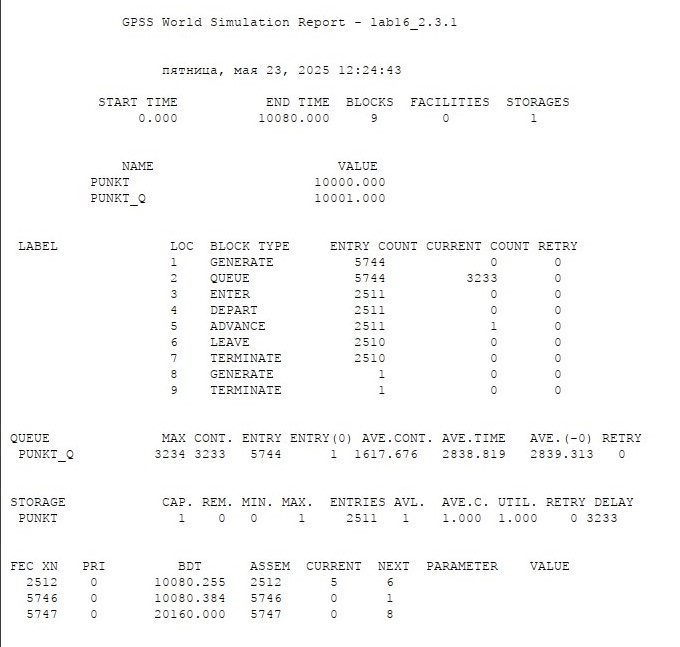 GPSS World Simulation Report - lab16_2.3.1
пятница, мая 23, 2025 12:24:43
START TIME END TIME BLOCKS FACILITIES STORAGES
0.000 10080.000 9 0 1
NAME VALUE
PUNKT 10000.000
PUNKT_Q 10001.000
LABEL LOC BLOCK TYPE ENTRY COUNT CURRENT COUNT RETRY
1 GENERATE 5744 0 0
2 QUEUE 5744 3233 0
3 ENTER 2511 0 0
4 DEPART 2511 0 0
5 ADVANCE 2511 1 0
6 LEAVE 2510 0 0
7 TERMINATE 2510 0 0
8 GENERATE 1 0 0
9 TERMINATE 1 0 0
QUEUE MAX CONT. ENTRY ENTRY(0) AVE.CONT. AVE.TIME AVE.(-0) RETRY
PUNKT_Q 3234 3233 5744 1 1617.676 2838.819 2839.313 0
STORAGE CAP. REM. MIN. MAX. ENTRIES AVL. AVE.C. UTIL. RETRY DELAY
PUNKT 1 0 0 1 2511 1 1.000 1.000 0 3233
FEC XN PRI BDT ASSEM CURRENT NEXT PARAMETER VALUE
2512 0 10080.255 2512 5 6
5746 0 10080.384 5746 0 1
5747 0 20160.000 5747 0 8